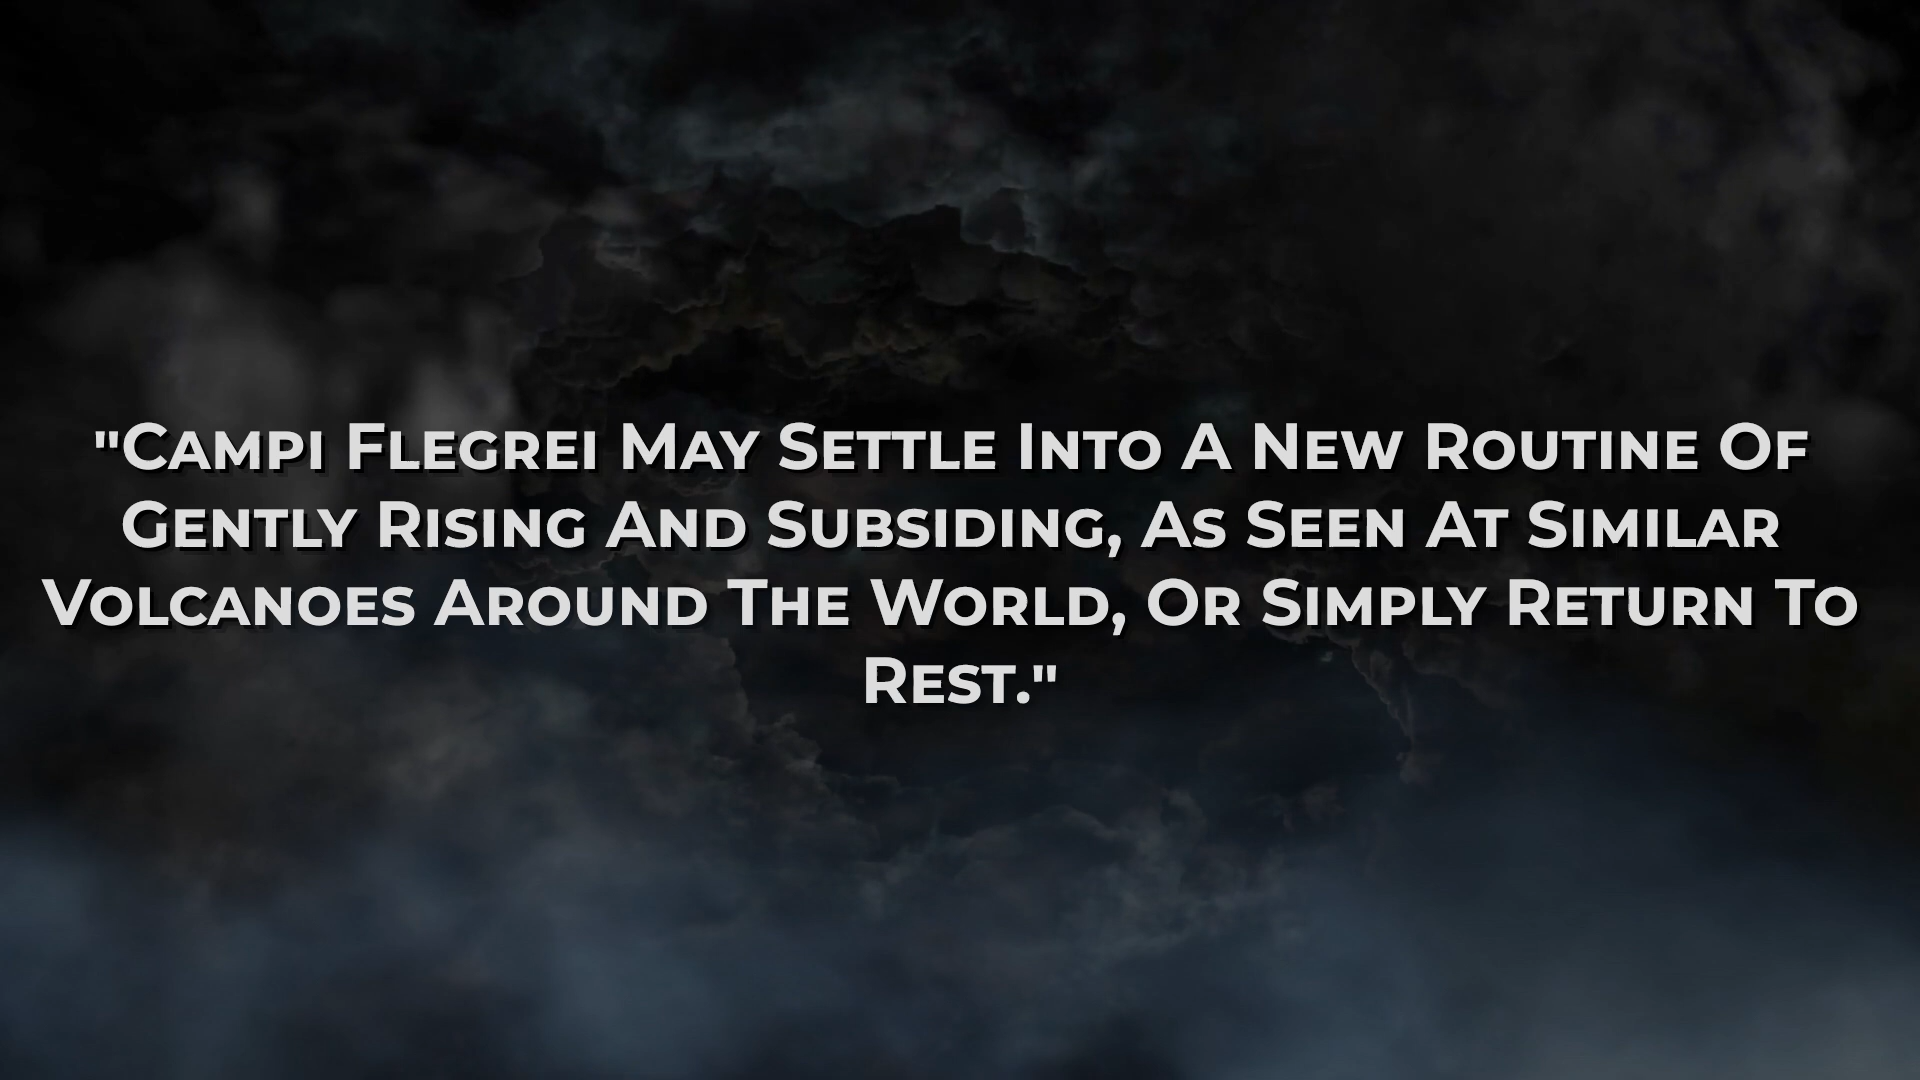 "Campi Flegrei May Settle Into A New Routine Of
Gently Rising And Subsiding, As Seen At Similar
Volcanoes Around The World, Or Simply Return To
Rest."